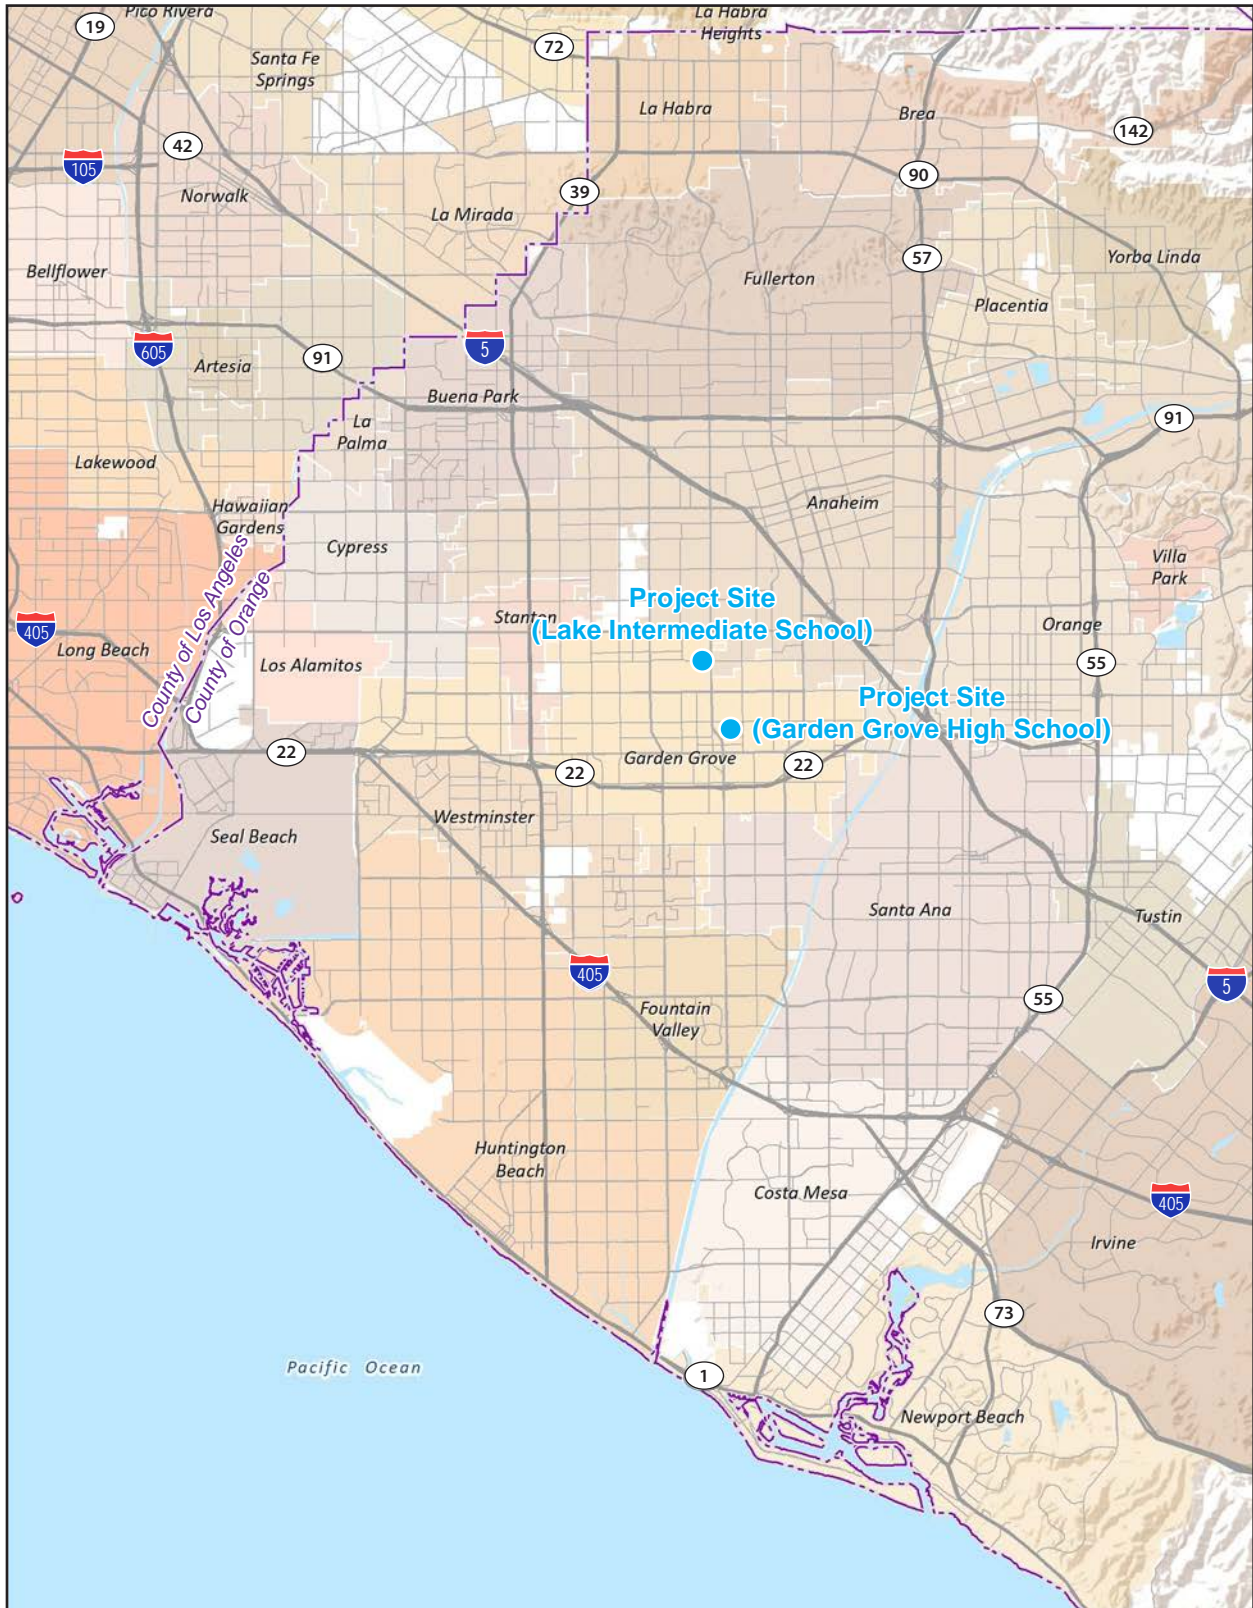 Pico Rivera
La Habra
Heights
19
72
Santa Fe
Springs
La Habra
Brea
142
42
105
90
39
Norwalk
La Mirada
57
Yorba Linda
Bellflower
Fullerton
Placentia
605
5
91
Artesia
Buena Park
91
La
Palma
Lakewood
Hawaiian
Gardens
Anaheim
Cypress
Villa
Park
County of Los Angeles
County of Orange
Project Site
(Lake Intermediate School)
Stanton
405
Orange
Long Beach
Los Alamitos
55
Project Site
(Garden Grove High School)
22
Garden Grove
22
22
Westminster
Seal Beach
Santa Ana
Tustin
405
5
55
Fountain
Valley
Huntington
Beach
Costa Mesa
405
Irvine
73
Pacific Ocean
1
Newport Beach